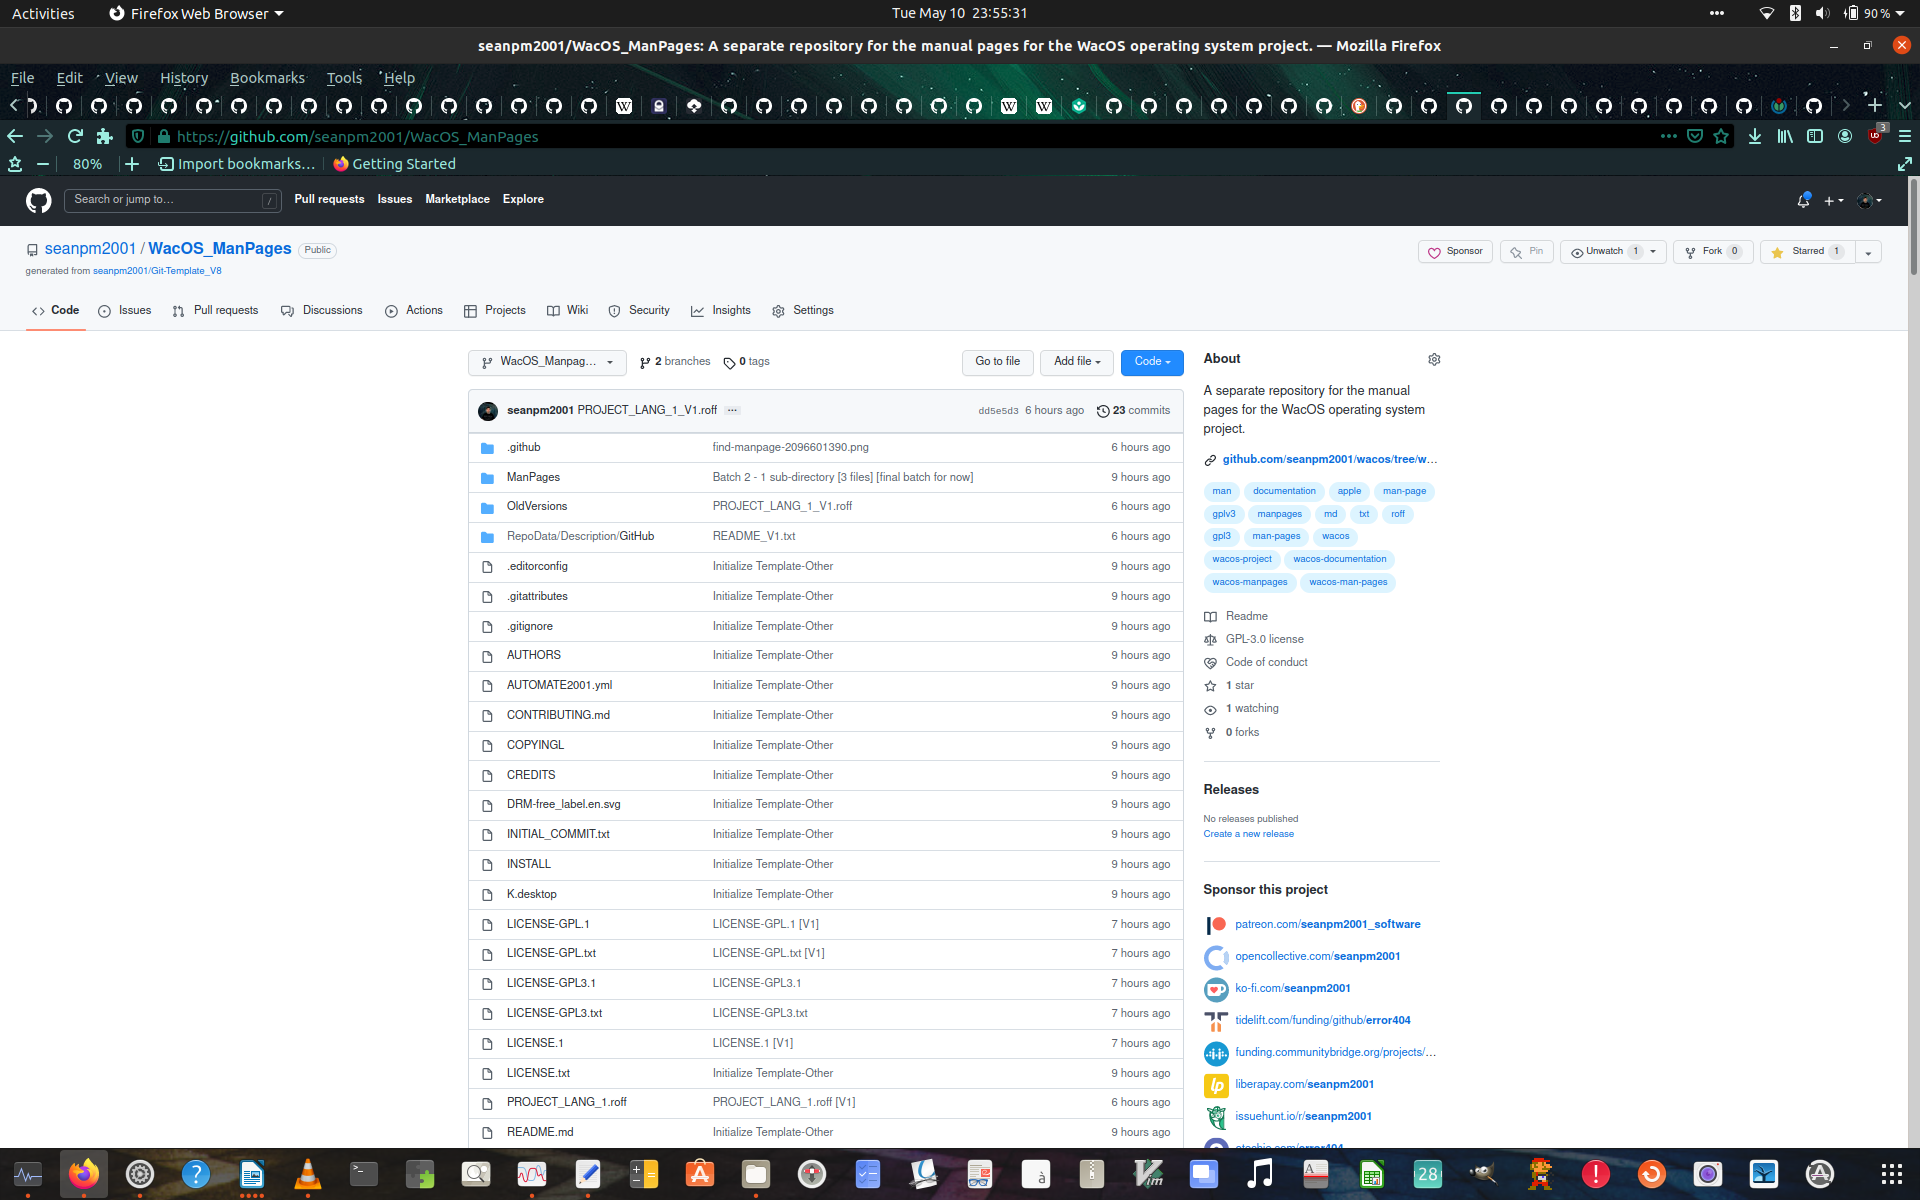 Activities
Firefox Web Browser
Tue May 10 23:55:31
90 %
seanpm2001/WacOS_ManPages: A separate repository for the manual pages for the WacOS operating system project. — Mozilla Firefox
File Edit View History Bookmarks Tools Help
https://github.com/seanpm2001/WacOS_ManPages
3
80%
Import bookmarks…
Getting Started
Search or jump to…
/
Pull requests Issues Marketplace Explore
seanpm2001 / WacOS_ManPages Public
generated from seanpm2001/Git-Template_V8
Sponsor
Pin
Unwatch 1
Fork 0
Starred 1
Code Issues Pull requests Discussions Actions Projects Wiki Security Insights Settings
WacOS_Manpag…
2 branches
0 tags
Go to file
Add file
Code
seanpm2001 PROJECT_LANG_1_V1.roff …
dd5e5d3 6 hours ago 23 commits
.github find-manpage-2096601390.png 6 hours ago
ManPages Batch 2 - 1 sub-directory [3 files] [final batch for now] 9 hours ago
OldVersions PROJECT_LANG_1_V1.roff 6 hours ago
RepoData/Description/GitHub README_V1.txt 6 hours ago
.editorconfig Initialize Template-Other 9 hours ago
.gitattributes Initialize Template-Other 9 hours ago
.gitignore Initialize Template-Other 9 hours ago
AUTHORS Initialize Template-Other 9 hours ago
AUTOMATE2001.yml Initialize Template-Other 9 hours ago
CONTRIBUTING.md Initialize Template-Other 9 hours ago
COPYINGL Initialize Template-Other 9 hours ago
CREDITS Initialize Template-Other 9 hours ago
DRM-free_label.en.svg Initialize Template-Other 9 hours ago
INITIAL_COMMIT.txt Initialize Template-Other 9 hours ago
INSTALL Initialize Template-Other 9 hours ago
K.desktop Initialize Template-Other 9 hours ago
LICENSE-GPL.1 LICENSE-GPL.1 [V1] 7 hours ago
LICENSE-GPL.txt LICENSE-GPL.txt [V1] 7 hours ago
LICENSE-GPL3.1 LICENSE-GPL3.1 7 hours ago
LICENSE-GPL3.txt LICENSE-GPL3.txt 7 hours ago
LICENSE.1 LICENSE.1 [V1] 7 hours ago
LICENSE.txt Initialize Template-Other 9 hours ago
PROJECT_LANG_1.roff PROJECT_LANG_1.roff [V1] 6 hours ago
README.md Initialize Template-Other 9 hours ago
About
A separate repository for the manual
pages for the WacOS operating system
project.
github.com/seanpm2001/wacos/tree/w…
man documentation apple man-page
gplv3 manpages md txt roff
gpl3 man-pages wacos
wacos-project wacos-documentation
wacos-manpages wacos-man-pages
Readme
GPL-3.0 license
Code of conduct
1 star
1 watching
0 forks
Releases
No releases published
Create a new release
Sponsor this project
patreon.com/seanpm2001_software
opencollective.com/seanpm2001
ko-fi.com/seanpm2001
tidelift.com/funding/github/error404
funding.communitybridge.org/projects/…
liberapay.com/seanpm2001
issuehunt.io/r/seanpm2001
28